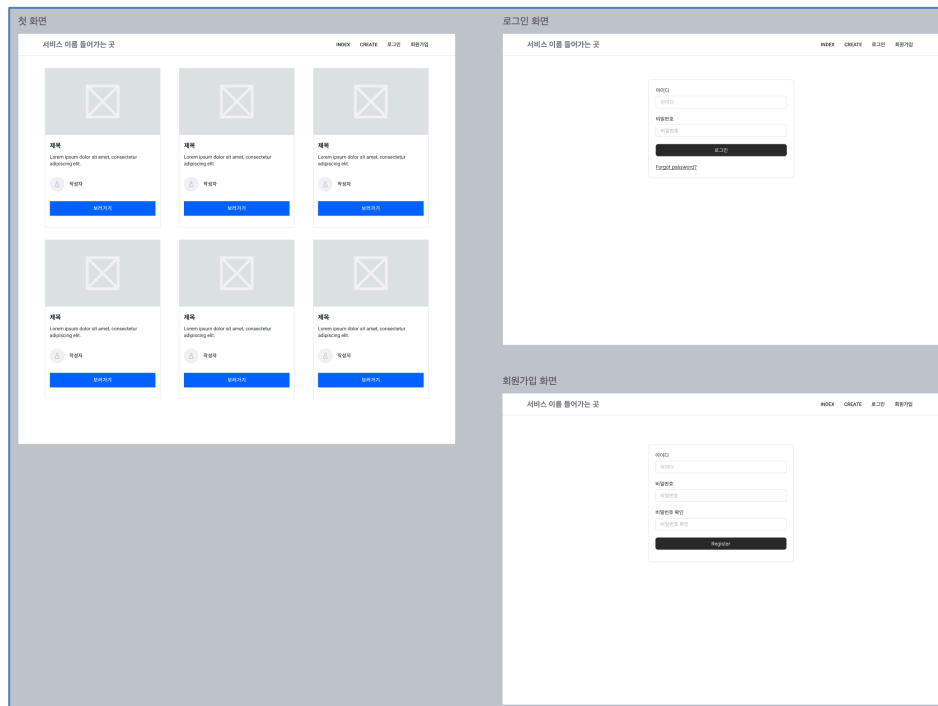 첫 화면
서비스 이름 들어가는 곳
INDEX CREATE 로그인 회원가입
제목
Lorem ipsum dolor sit amet, consectetur
adipiscing elit.
작성자
보러가기
제목
Lorem ipsum dolor sit amet, consectetur
adipiscing elit.
작성자
보러가기
제목
Lorem ipsum dolor sit amet, consectetur
adipiscing elit.
작성자
보러가기
제목
Lorem ipsum dolor sit amet, consectetur
adipiscing elit.
작성자
보러가기
제목
Lorem ipsum dolor sit amet, consectetur
adipiscing elit.
작성자
보러가기
제목
Lorem ipsum dolor sit amet, consectetur
adipiscing elit.
작성자
보러가기
로그인 화면
서비스 이름 들어가는 곳
INDEX CREATE 로그인 회원가입
아이디
아이디
비밀번호
비밀번호
로그인
Forgot password?
회원가입 화면
서비스 이름 들어가는 곳
INDEX CREATE 로그인 회원가입
아이디
아이디
비밀번호
비밀번호
비밀번호 확인
비밀번호 확인
Register